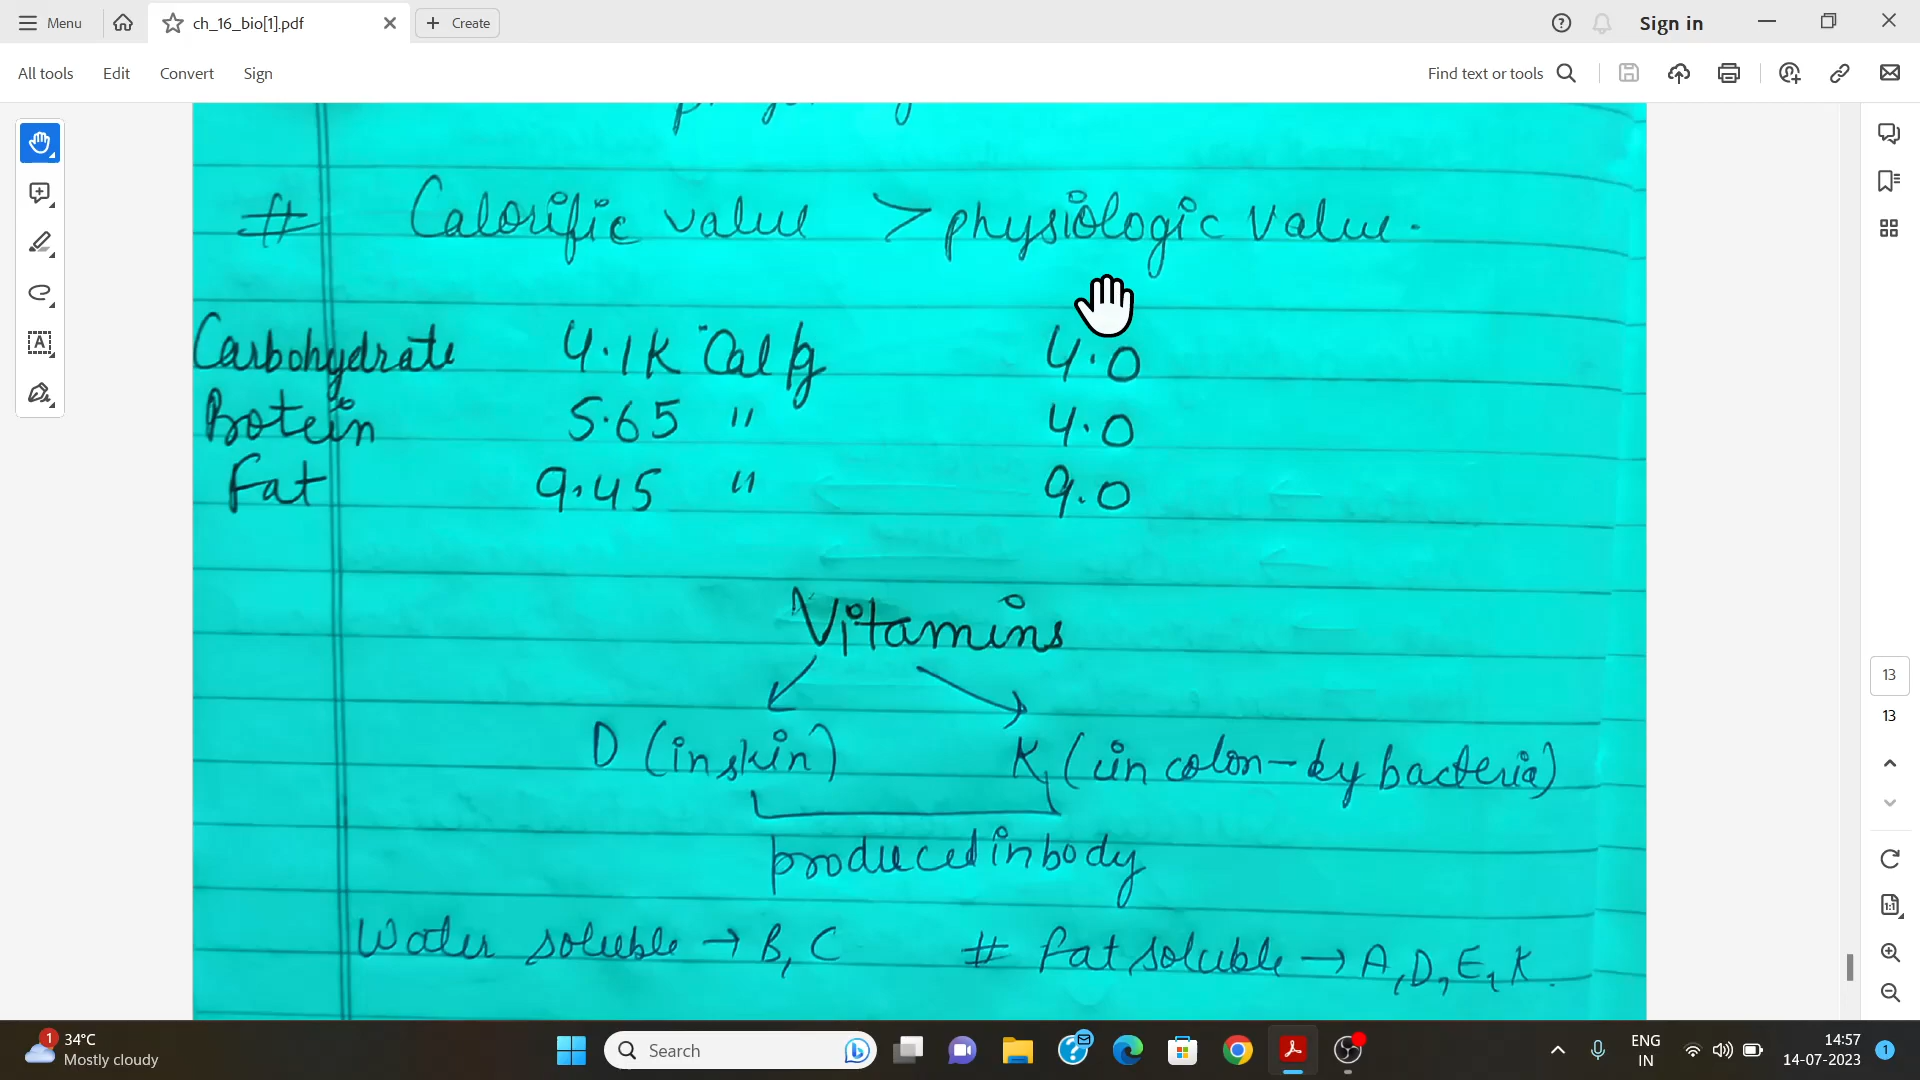 Menu
ch_16_bio[1].pdf
Create
Sign in
All tools Edit Convert Sign
Find text or tools
# Calorific value > physiologic value.
Carbohydrate 4.1K Cal/g 4.0
Protein 5.65 " 4.0
Fat 9.45 " 9.0
Vitamins
D (in skin) K, (in colon - by bacteria)
produced in body
Water soluble → B, C # fat soluble → A, D, E, K.
13
13
1
34°C
Mostly cloudy
Search
ENG
IN
14:57
14-07-2023
1